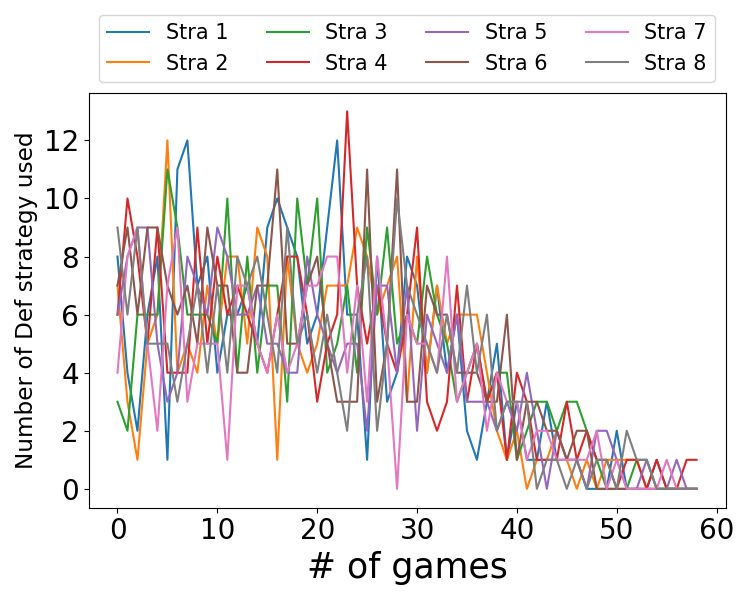 Stra 1 Stra 3 Stra 5 Stra 7
Stra 2 Stra 4 Stra 6 Stra 8
Number of Def strategy used
12
10
8
6
4
2
0
0 10 20 30 40 50 60
# of games